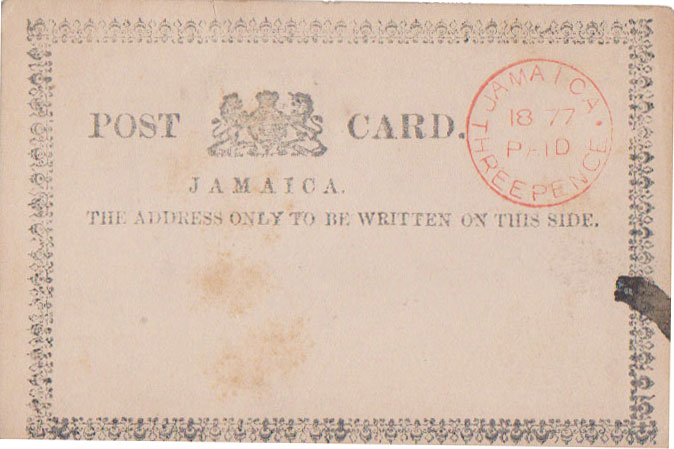 POST CARD.
JAMAICA.
THE ADDRESS ONLY TO BE WRITTEN ON THIS SIDE.
JAMAICA
18 77
PAID
THREEPENCE